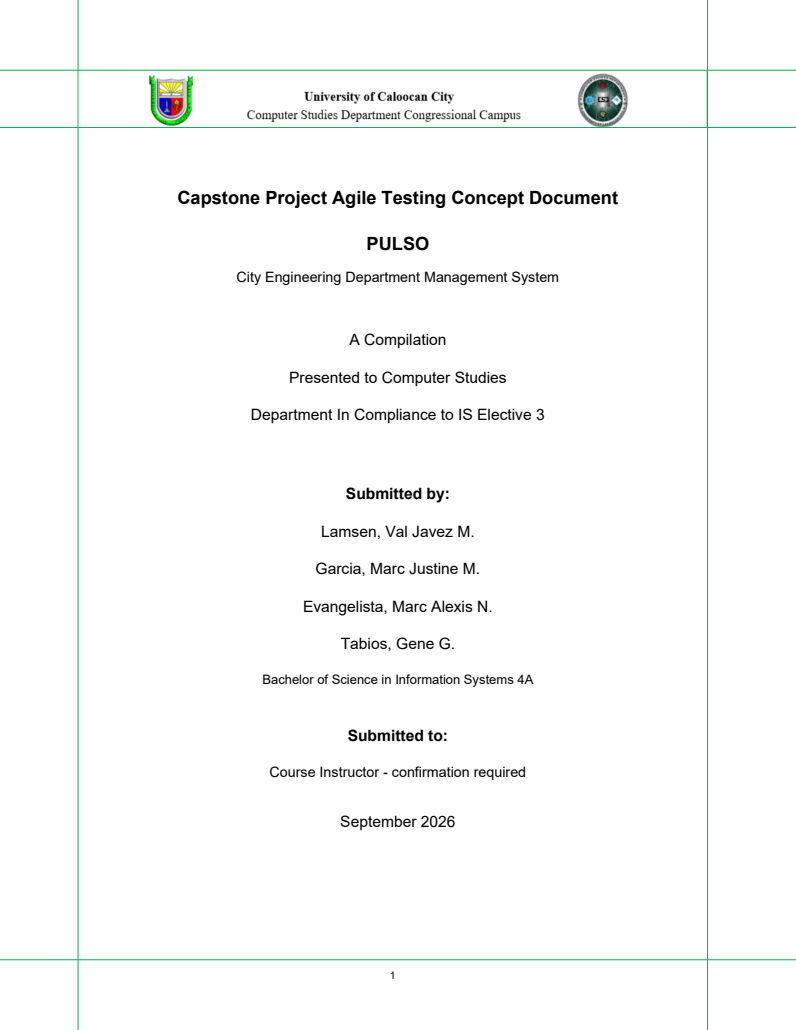 University of Caloocan City
Computer Studies Department Congressional Campus
Capstone Project Agile Testing Concept Document
PULSO
City Engineering Department Management System
A Compilation
Presented to Computer Studies
Department In Compliance to IS Elective 3
Submitted by:
Lamsen, Val Javez M.
Garcia, Marc Justine M.
Evangelista, Marc Alexis N.
Tabios, Gene G.
Bachelor of Science in Information Systems 4A
Submitted to:
Course Instructor - confirmation required
September 2026
1